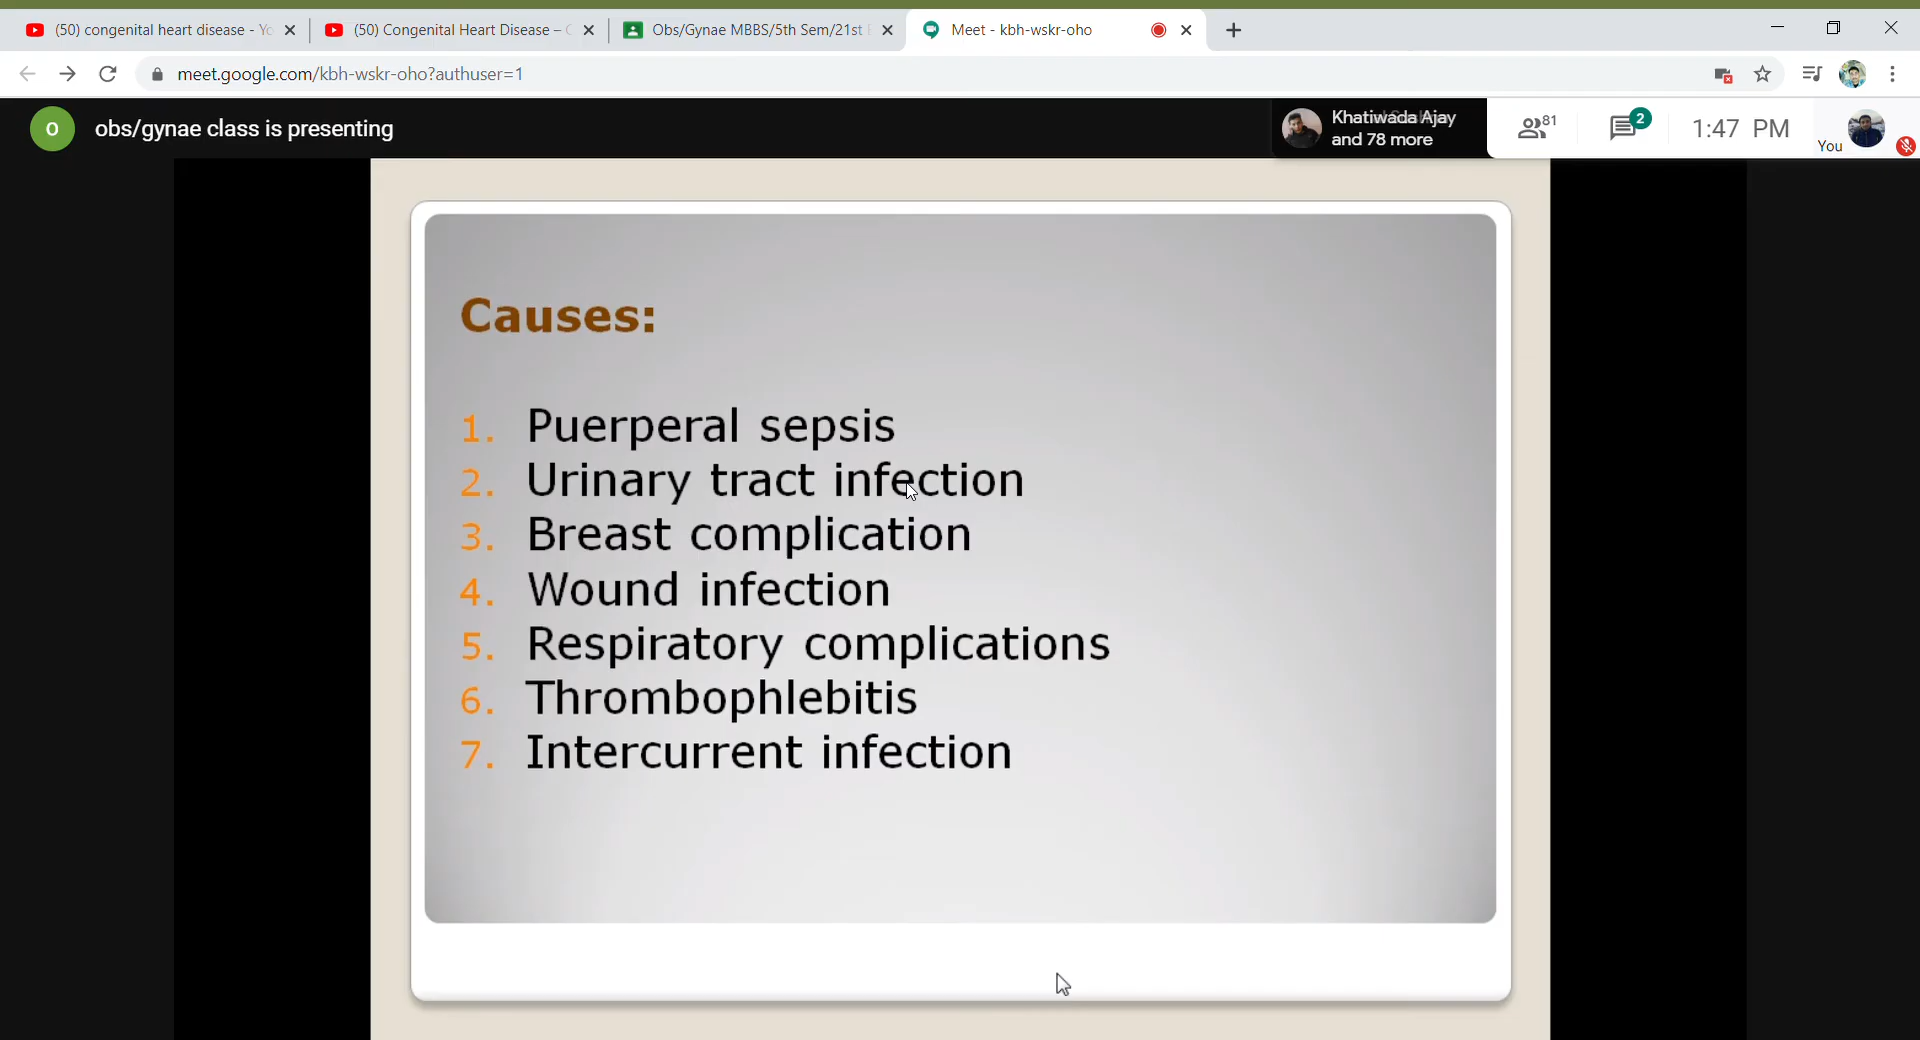 (50) congenital heart disease - Yo
(50) Congenital Heart Disease – C
Obs/Gynae MBBS/5th Sem/21st
Meet - kbh-wskr-oho
meet.google.com/kbh-wskr-oho?authuser=1
O
obs/gynae class is presenting
Khatiwada Ajay
and 78 more
81
2
1:47 PM
You
Causes:
1. Puerperal sepsis
2. Urinary tract infection
3. Breast complication
4. Wound infection
5. Respiratory complications
6. Thrombophlebitis
7. Intercurrent infection